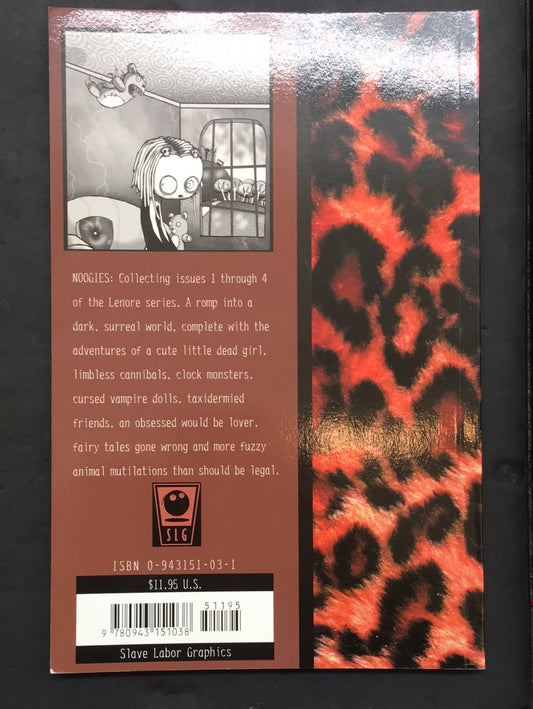 NOOGIES: Collecting issues 1 through 4
of the Lenore series. A romp into a
dark, surreal world, complete with the
adventures of a cute little dead girl,
limbless cannibals, clock monsters,
cursed vampire dolls, taxidermied
friends, an obsessed would be lover,
fairy tales gone wrong and more fuzzy
animal mutilations than should be legal.
SLG
ISBN 0-943151-03-1
$11.95 U.S.
51195
9 780943 151038
Slave Labor Graphics